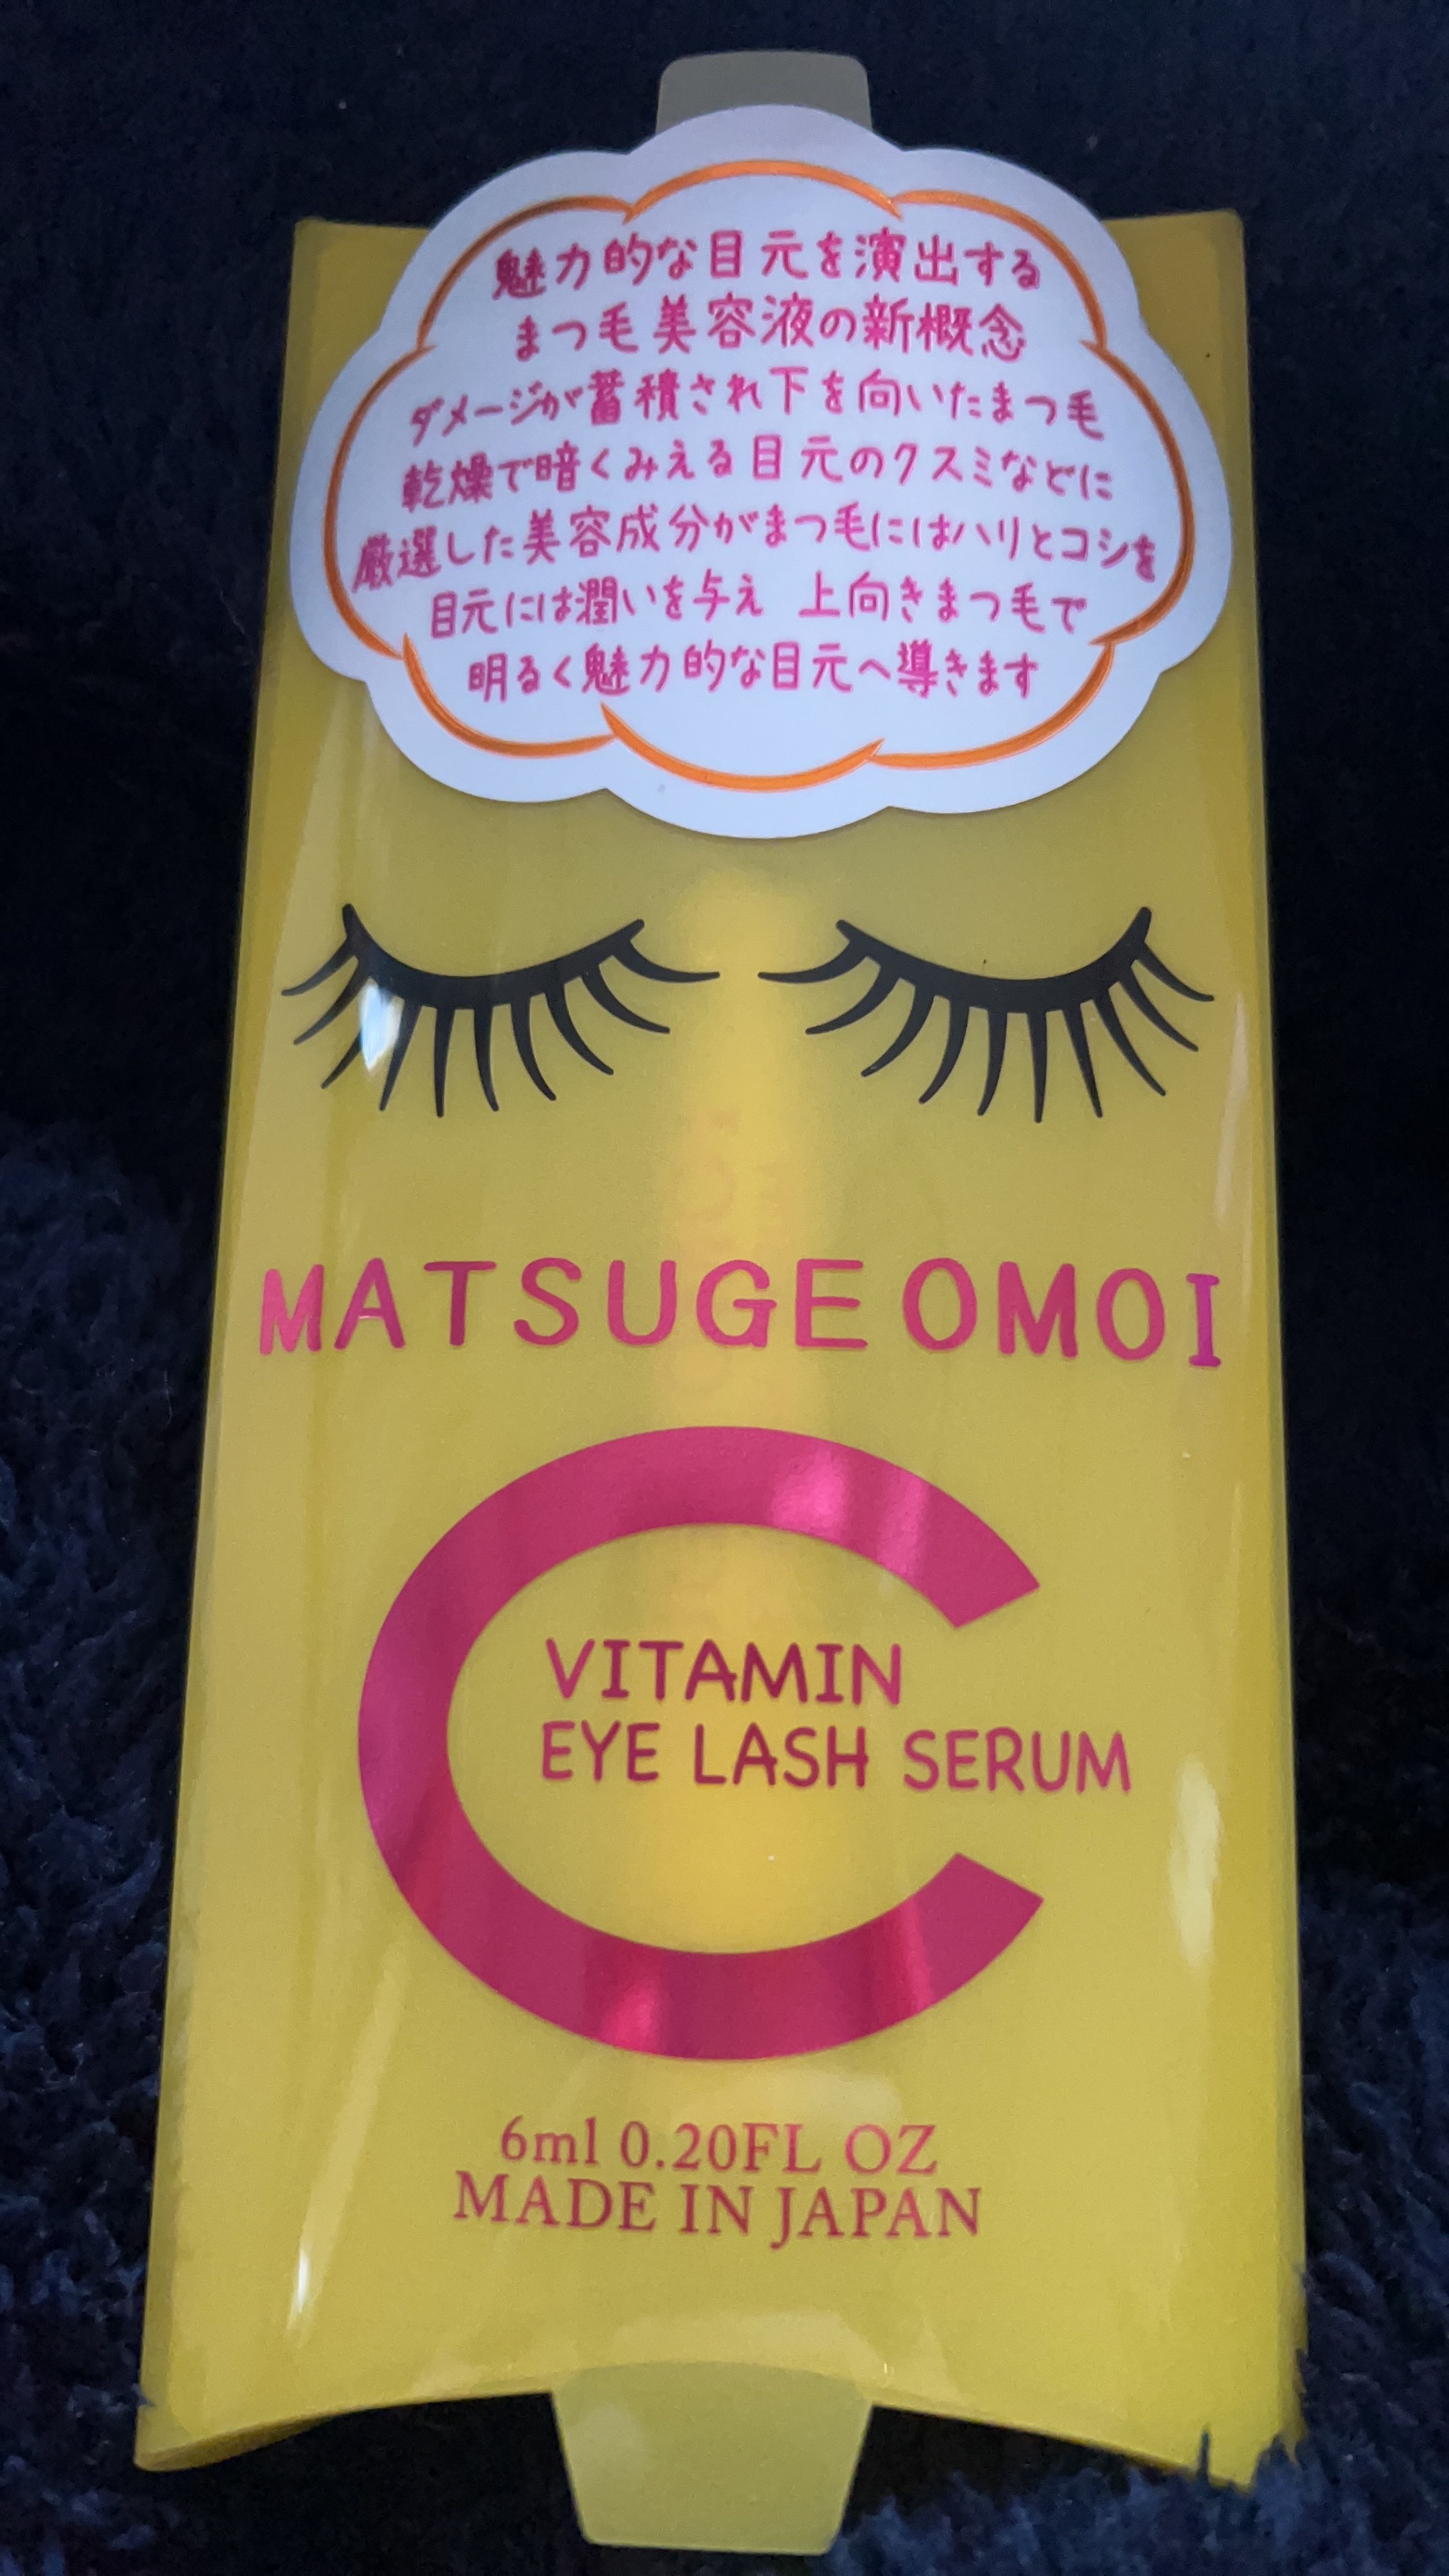 魅力的な目元を演出する
まつ毛美容液の新概念
ダメージが蓄積され下を向いたまつ毛
乾燥で暗くみえる目元のクスミなどに
厳選した美容成分がまつ毛にはハリとコシを
目元には潤いを与え 上向きまつ毛で
明るく魅力的な目元へ導きます
MATSUGE OMOI
C
VITAMIN
EYE LASH SERUM
6ml 0.20FL OZ
MADE IN JAPAN